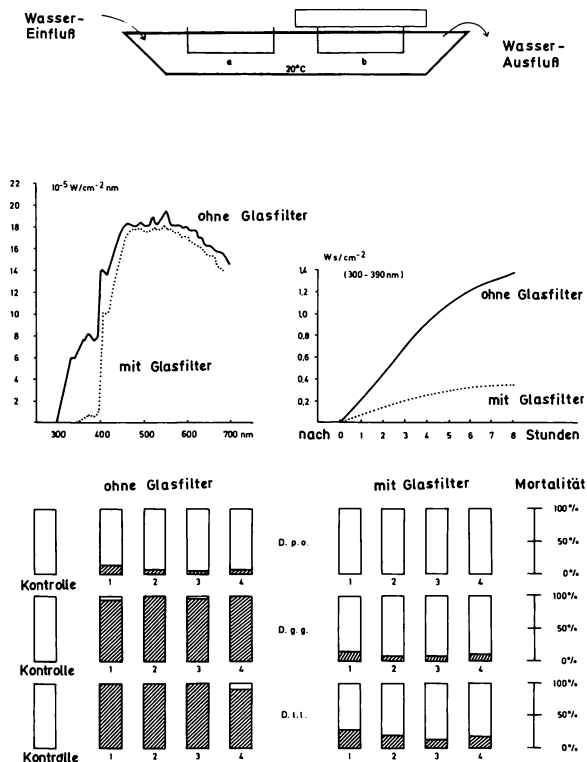 Wasser-
Einfluß
Wasser-
Ausfluß
a
b
20°C
22
20
18
16
14
12
10
8
6
4
2
10⁻⁵ W/cm⁻² nm
ohne Glasfilter
mit Glasfilter
300 400 500 600 700 nm
Ws/cm⁻²
(300 - 390 nm)
1,4
1,2
1,0
0,8
0,6
0,4
0,2
0
ohne Glasfilter
mit Glasfilter
nach 0 1 2 3 4 5 6 7 8 Stunden
ohne Glasfilter mit Glasfilter Mortalität
D. p.o.
100%
50%
0%
Kontrolle 1 2 3 4 1 2 3 4
D. g.g.
100%
50%
0%
Kontrolle 1 2 3 4 1 2 3 4
D. l.l.
100%
50%
0%
Kontrolle 1 2 3 4 1 2 3 4